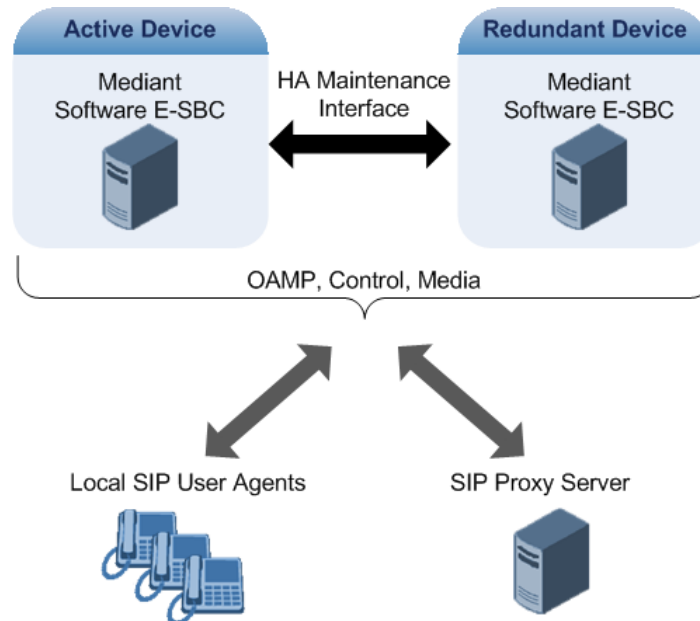 Active Device
Redundant Device
Mediant
Software E-SBC
HA Maintenance
Interface
Mediant
Software E-SBC
OAMP, Control, Media
Local SIP User Agents
SIP Proxy Server